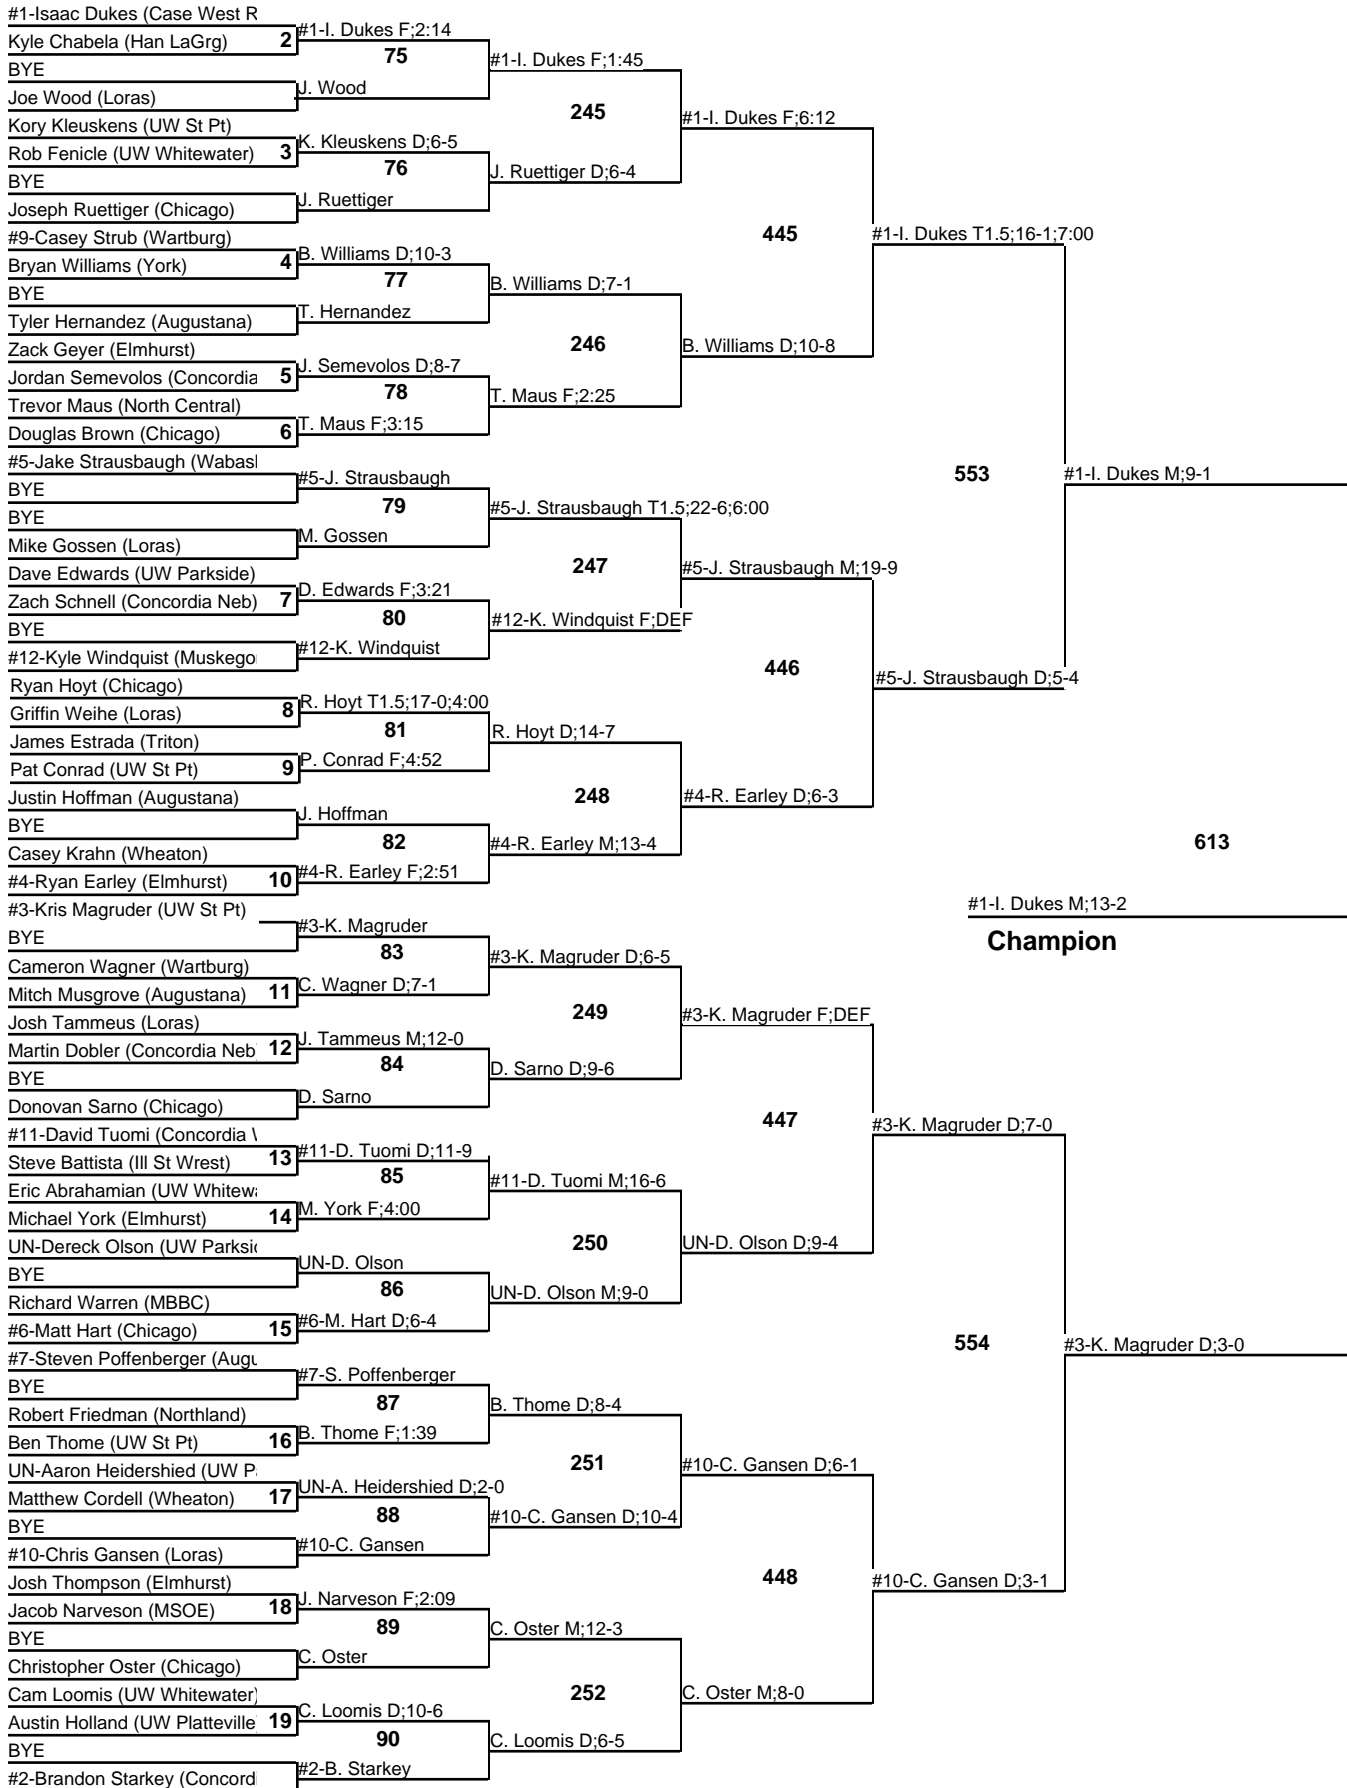 #1-Isaac Dukes (Case West R
Kyle Chabela (Han LaGrg) 2
BYE
Joe Wood (Loras)
Kory Kleuskens (UW St Pt)
Rob Fenicle (UW Whitewater) 3
BYE
Joseph Ruettiger (Chicago)
#9-Casey Strub (Wartburg)
Bryan Williams (York) 4
BYE
Tyler Hernandez (Augustana)
Zack Geyer (Elmhurst)
Jordan Semevolos (Concordia 5
Trevor Maus (North Central)
Douglas Brown (Chicago) 6
#5-Jake Strausbaugh (Wabas
BYE
BYE
Mike Gossen (Loras)
Dave Edwards (UW Parkside)
Zach Schnell (Concordia Neb) 7
BYE
#12-Kyle Windquist (Muskego
Ryan Hoyt (Chicago)
Griffin Weihe (Loras) 8
James Estrada (Triton)
Pat Conrad (UW St Pt) 9
Justin Hoffman (Augustana)
BYE
Casey Krahn (Wheaton)
#4-Ryan Earley (Elmhurst) 10
#3-Kris Magruder (UW St Pt)
BYE
Cameron Wagner (Wartburg)
Mitch Musgrove (Augustana) 11
Josh Tammeus (Loras)
Martin Dobler (Concordia Neb 12
BYE
Donovan Sarno (Chicago)
#11-David Tuomi (Concordia
Steve Battista (Ill St Wrest) 13
Eric Abrahamian (UW Whitew
Michael York (Elmhurst) 14
UN-Dereck Olson (UW Parksi
BYE
Richard Warren (MBBC)
#6-Matt Hart (Chicago) 15
#7-Steven Poffenberger (Augu
BYE
Robert Friedman (Northland)
Ben Thome (UW St Pt) 16
UN-Aaron Heidershied (UW P
Matthew Cordell (Wheaton) 17
BYE
#10-Chris Gansen (Loras)
Josh Thompson (Elmhurst)
Jacob Narveson (MSOE) 18
BYE
Christopher Oster (Chicago)
Cam Loomis (UW Whitewater)
Austin Holland (UW Platteville 19
BYE
#2-Brandon Starkey (Concord
#1-I. Dukes F;2:14
75
J. Wood
K. Kleuskens D;6-5
76
J. Ruettiger
B. Williams D;10-3
77
T. Hernandez
J. Semevolos D;8-7
78
T. Maus F;3:15
#5-J. Strausbaugh
79
M. Gossen
D. Edwards F;3:21
80
#12-K. Windquist
R. Hoyt T1.5;17-0;4:00
81
P. Conrad F;4:52
J. Hoffman
82
#4-R. Earley F;2:51
#3-K. Magruder
83
C. Wagner D;7-1
J. Tammeus M;12-0
84
D. Sarno
#11-D. Tuomi D;11-9
85
M. York F;4:00
UN-D. Olson
86
#6-M. Hart D;6-4
#7-S. Poffenberger
87
B. Thome F;1:39
UN-A. Heidershied D;2-0
88
#10-C. Gansen
J. Narveson F;2:09
89
C. Oster
C. Loomis D;10-6
90
#2-B. Starkey
#1-I. Dukes F;1:45
245
J. Ruettiger D;6-4
B. Williams D;7-1
246
T. Maus F;2:25
#5-J. Strausbaugh T1.5;22-6;6:00
247
#12-K. Windquist F;DEF
R. Hoyt D;14-7
248
#4-R. Earley M;13-4
#3-K. Magruder D;6-5
249
D. Sarno D;9-6
#11-D. Tuomi M;16-6
250
UN-D. Olson M;9-0
B. Thome D;8-4
251
#10-C. Gansen D;10-4
C. Oster M;12-3
252
C. Loomis D;6-5
#1-I. Dukes F;6:12
445
B. Williams D;10-8
#5-J. Strausbaugh M;19-9
446
#4-R. Earley D;6-3
#3-K. Magruder F;DEF
447
UN-D. Olson D;9-4
#10-C. Gansen D;6-1
448
C. Oster M;8-0
#1-I. Dukes T1.5;16-1;7:00
553
#5-J. Strausbaugh D;5-4
#3-K. Magruder D;7-0
554
#10-C. Gansen D;3-1
#1-I. Dukes M;9-1
613
#3-K. Magruder D;3-0
#1-I. Dukes M;13-2
Champion